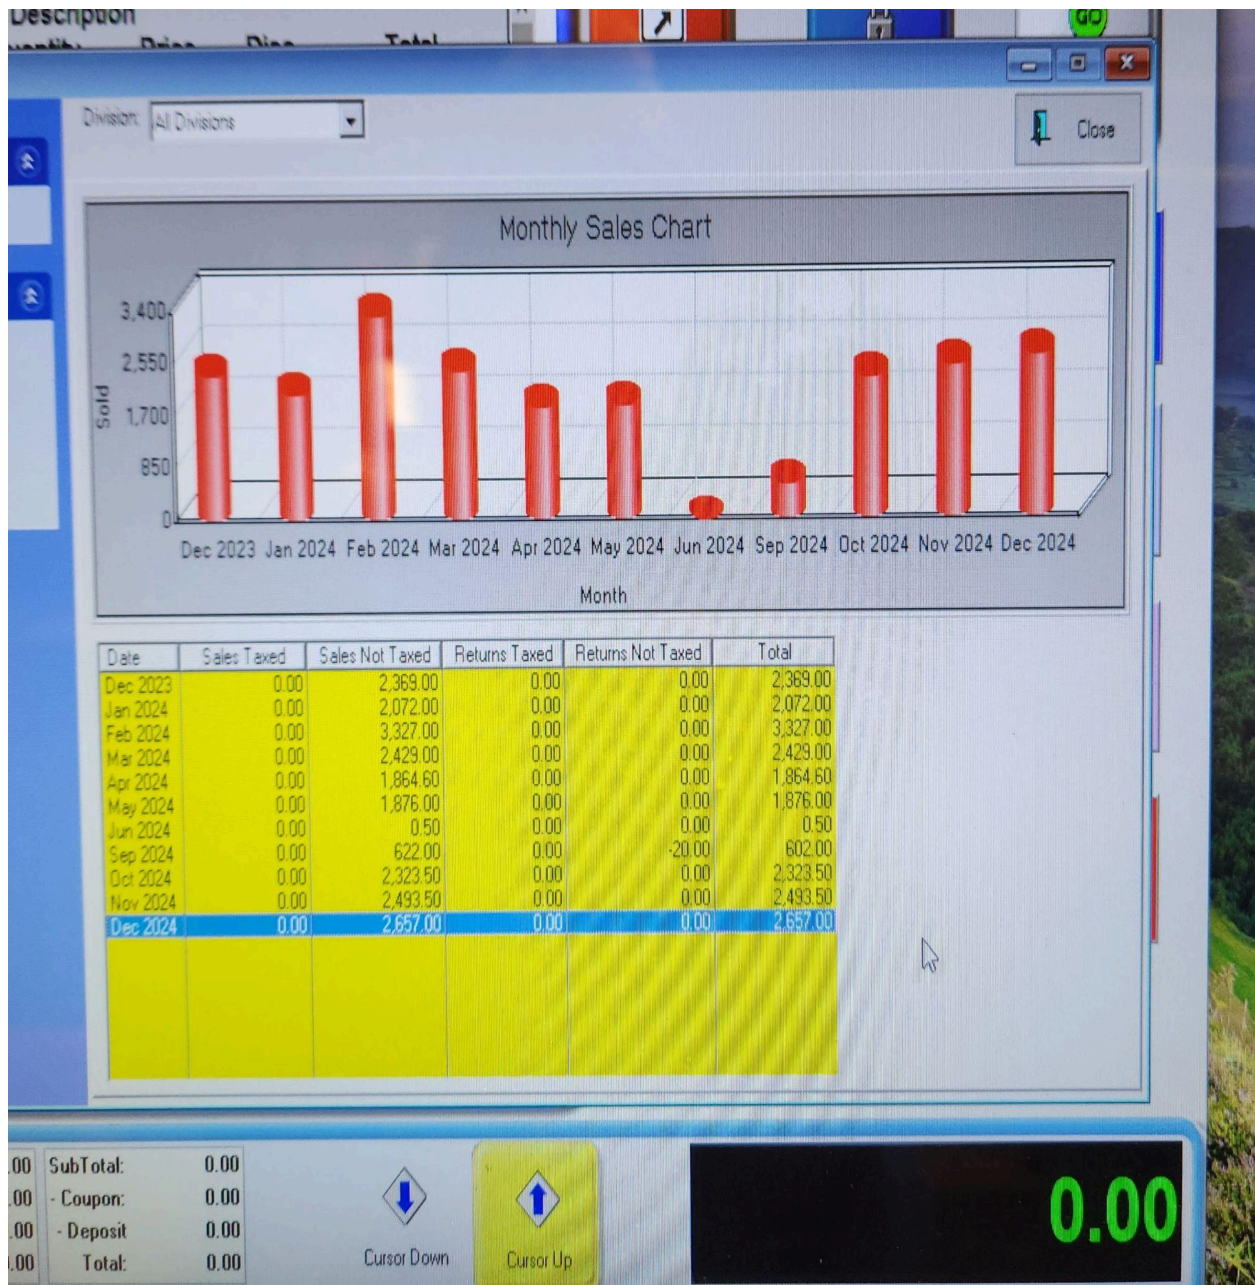 Description
Quantity Price Disc Total
GO
Division: All Divisions
Close
Monthly Sales Chart
3,400
2,550
1,700
850
0
Sold
Dec 2023 Jan 2024 Feb 2024 Mar 2024 Apr 2024 May 2024 Jun 2024 Sep 2024 Oct 2024 Nov 2024 Dec 2024
Month
Date Sales Taxed Sales Not Taxed Returns Taxed Returns Not Taxed Total
Dec 2023 0.00 2,369.00 0.00 0.00 2,369.00
Jan 2024 0.00 2,072.00 0.00 0.00 2,072.00
Feb 2024 0.00 3,327.00 0.00 0.00 3,327.00
Mar 2024 0.00 2,429.00 0.00 0.00 2,429.00
Apr 2024 0.00 1,864.60 0.00 0.00 1,864.60
May 2024 0.00 1,876.00 0.00 0.00 1,876.00
Jun 2024 0.00 0.50 0.00 0.00 0.50
Sep 2024 0.00 622.00 0.00 -20.00 602.00
Oct 2024 0.00 2,323.50 0.00 0.00 2,323.50
Nov 2024 0.00 2,493.50 0.00 0.00 2,493.50
Dec 2024 0.00 2,657.00 0.00 0.00 2,657.00
.00 SubTotal: 0.00
.00 - Coupon: 0.00
.00 - Deposit 0.00
.00 Total: 0.00
Cursor Down
Cursor Up
0.00